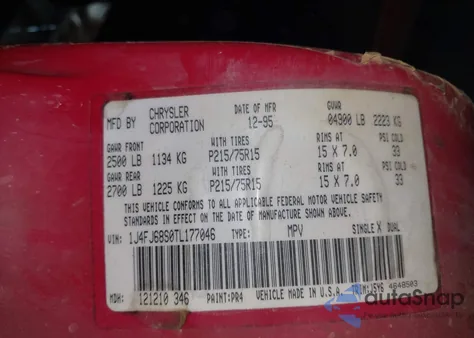 MFD BY CHRYSLER CORPORATION DATE OF MFR 12-95 GVWR 04900 LB 2223 KG
GAWR FRONT WITH TIRES RIMS AT PSI COLD
2500 LB 1134 KG P215/75R15 15 X 7.0 33
GAWR REAR WITH TIRES RIMS AT PSI COLD
2700 LB 1225 KG P215/75R15 15 X 7.0 33
THIS VEHICLE CONFORMS TO ALL APPLICABLE FEDERAL MOTOR VEHICLE SAFETY
STANDARDS IN EFFECT ON THE DATE OF MANUFACTURE SHOWN ABOVE.
VIN: 1J4FJ68S0TL177046 TYPE: MPV SINGLE X DUAL
MDH: 121210 346 PAINT:PR4 VEHICLE MADE IN U.S.A. TRIM:J5Y6 4648503
autoSnap